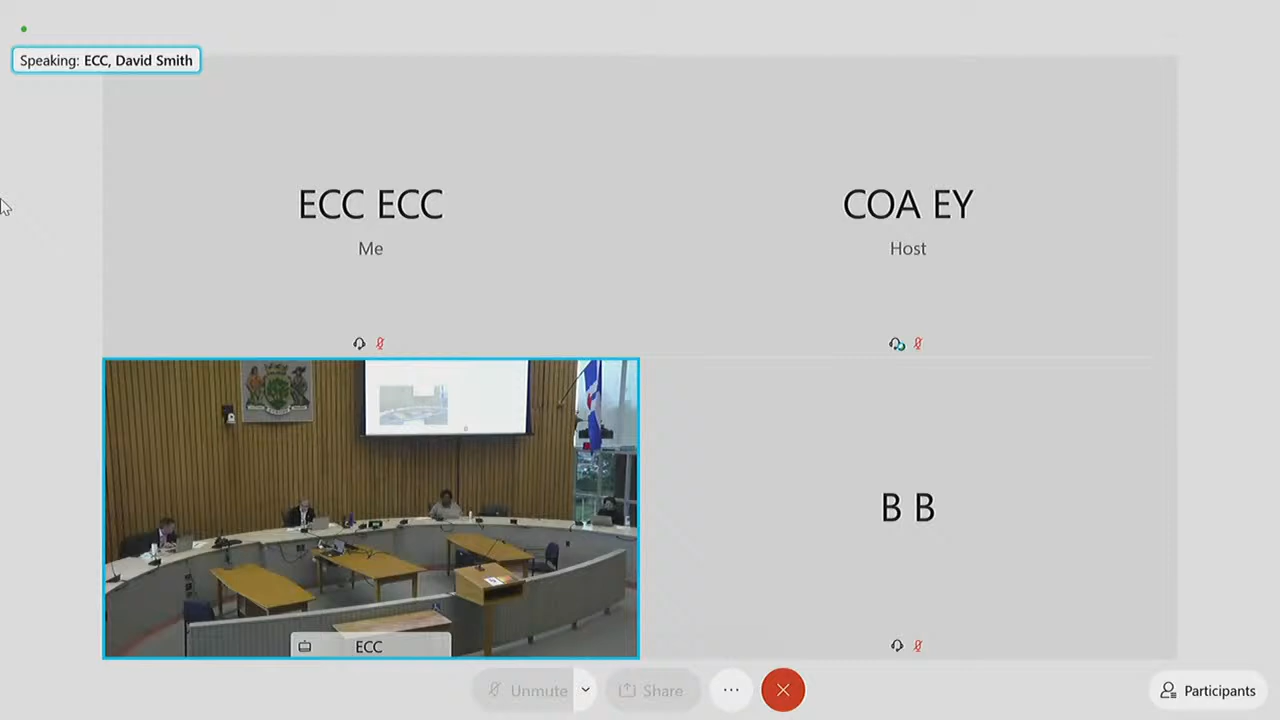 Speaking: ECC, David Smith
ECC ECC
Me
COA EY
Host
ECC
B B
Unmute
Share
Participants